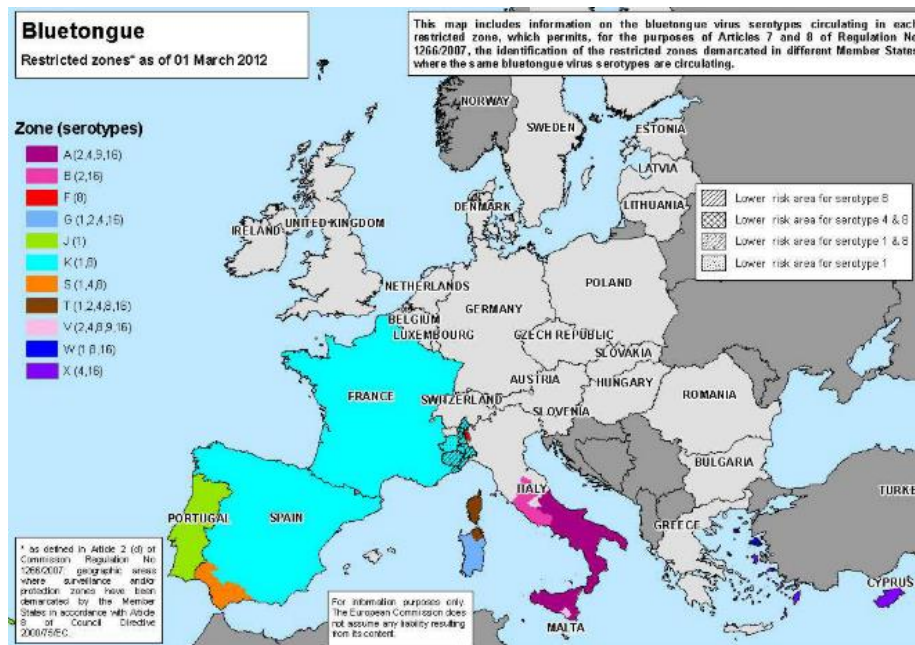 Bluetongue
Restricted zones* as of 01 March 2012
This map includes information on the bluetongue virus serotypes circulating in each
restricted zone, which permits, for the purposes of Articles 7 and 8 of Regulation No
1266/2007, the identification of the restricted zones demarcated in different Member States
where the same bluetongue virus serotypes are circulating.
Zone (serotypes)
A (2,4,9,16)
B (2,16)
F (8)
G (1,2,4,16)
J (1)
K (1,8)
S (1,4,8)
T (1,2,4,8,16)
V (2,4,8,9,16)
W (1,8,16)
X (4,16)
Lower risk area for serotype 8
Lower risk area for serotype 4 & 8
Lower risk area for serotype 1 & 8
Lower risk area for serotype 1
NORWAY
SWEDEN
ESTONIA
LATVIA
LITHUANIA
DENMARK
IRELAND
UNITED KINGDOM
NETHERLANDS
POLAND
GERMANY
BELGIUM
LUXEMBOURG
CZECH REPUBLIC
SLOVAKIA
AUSTRIA
HUNGARY
FRANCE
SWITZERLAND
SLOVENIA
ROMANIA
BULGARIA
ITALY
TURKE
PORTUGAL
SPAIN
GREECE
CYPRUS
MALTA
* as defined in Article 2 (d) of
Commission Regulation No
1266/2007: geographic areas
where surveillance and/or
protection zones have been
demarcated by the Member
States in accordance with Article
8 of Council Directive
2000/75/EC.
For information purposes only.
The European Commission does
not assume any liability resulting
from its content.